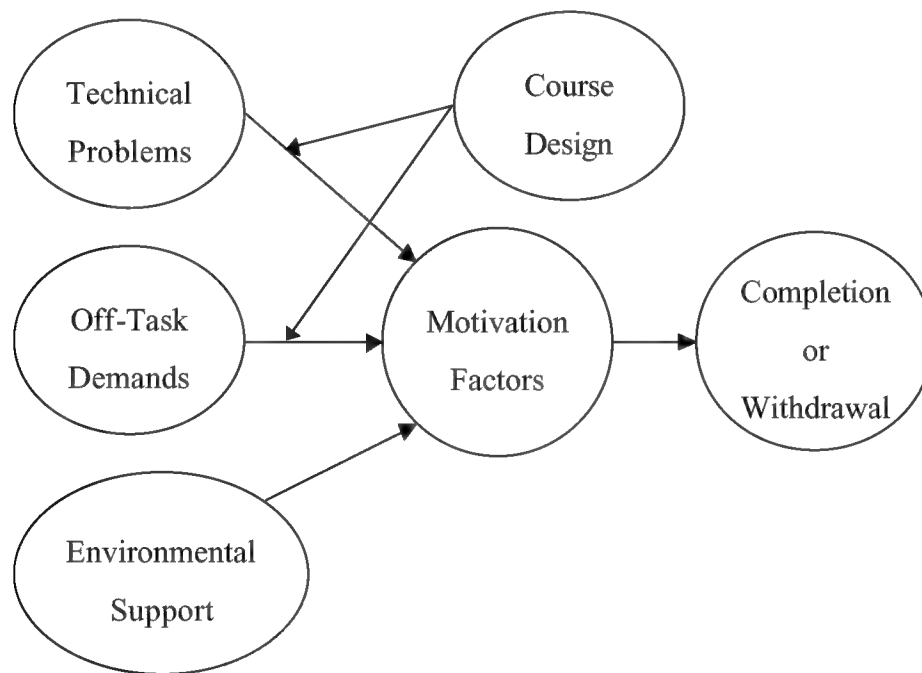 Technical
Problems
Course
Design
Off-Task
Demands
Motivation
Factors
Completion
or
Withdrawal
Environmental
Support